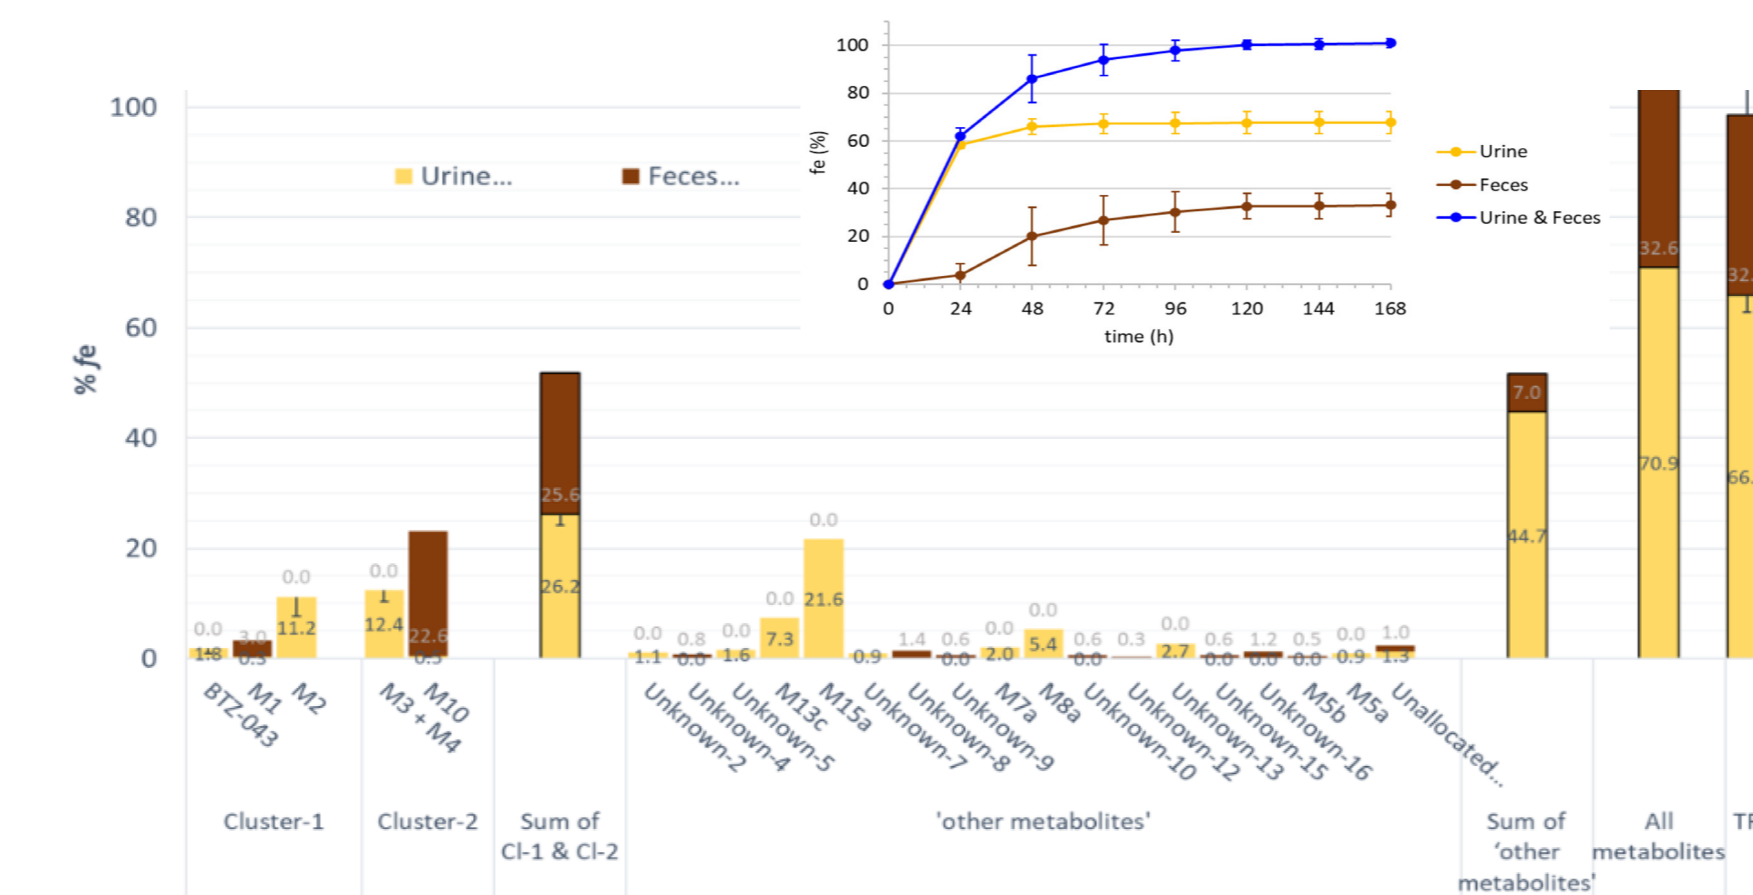 100
80
60
40
20
0
% fe
Urine...
Feces...
100
80
60
40
20
0
fe (%)
0 24 48 72 96 120 144 168
time (h)
Urine
Feces
Urine & Feces
0.0 3.0 0.0 0.0 22.6 25.6
1.8 0.3 11.2 12.4 0.5 26.2
0.0 0.8 0.0 0.0 0.0 1.4 0.6 0.0 0.0 0.6 0.3 0.0 0.6 1.2 0.5 0.0 1.0
1.1 0.0 1.6 7.3 21.6 0.9 0.0 2.0 5.4 0.0 2.7 0.0 0.0 0.0 0.9 1.3
7.0
44.7
32.6
70.9
32.
66.
BTZ-043
M1
M2
M3 + M4
M10
Unknown-2
Unknown-4
Unknown-5
M13c
M15a
Unknown-7
Unknown-8
Unknown-9
M7a
M8a
Unknown-10
Unknown-12
Unknown-13
Unknown-15
Unknown-16
M5b
M5a
Unallocated...
Cluster-1
Cluster-2
Sum of
Cl-1 & Cl-2
'other metabolites'
Sum of
‘other
metabolites'
All
metabolites